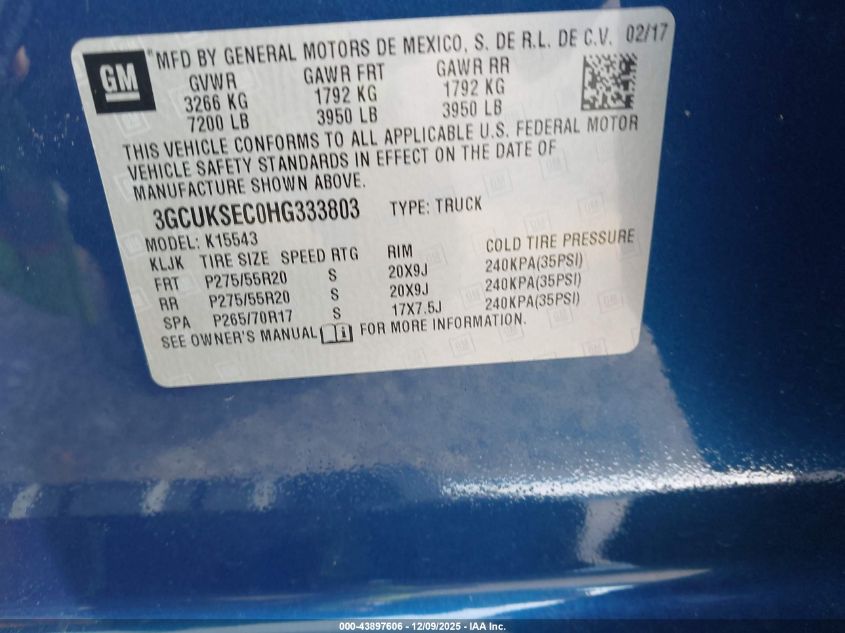 GM
"MFD BY GENERAL MOTORS DE MEXICO, S. DE R.L. DE C.V. 02/17
GVWR GAWR FRT GAWR RR
3266 KG 1792 KG 1792 KG
7200 LB 3950 LB 3950 LB
THIS VEHICLE CONFORMS TO ALL APPLICABLE U.S. FEDERAL MOTOR
VEHICLE SAFETY STANDARDS IN EFFECT ON THE DATE OF
MANUFACTURE SHOWN ABOVE.
3GCUKSEC0HG333803 TYPE: TRUCK
MODEL: K15543
KLJK TIRE SIZE SPEED RTG RIM COLD TIRE PRESSURE
FRT P275/55R20 S 20X9J 240KPA(35PSI)
RR P275/55R20 S 20X9J 240KPA(35PSI)
SPA P265/70R17 S 17X7.5J 240KPA(35PSI)
SEE OWNER'S MANUAL FOR MORE INFORMATION.
000-43897606 - 12/09/2025 - IAA Inc.